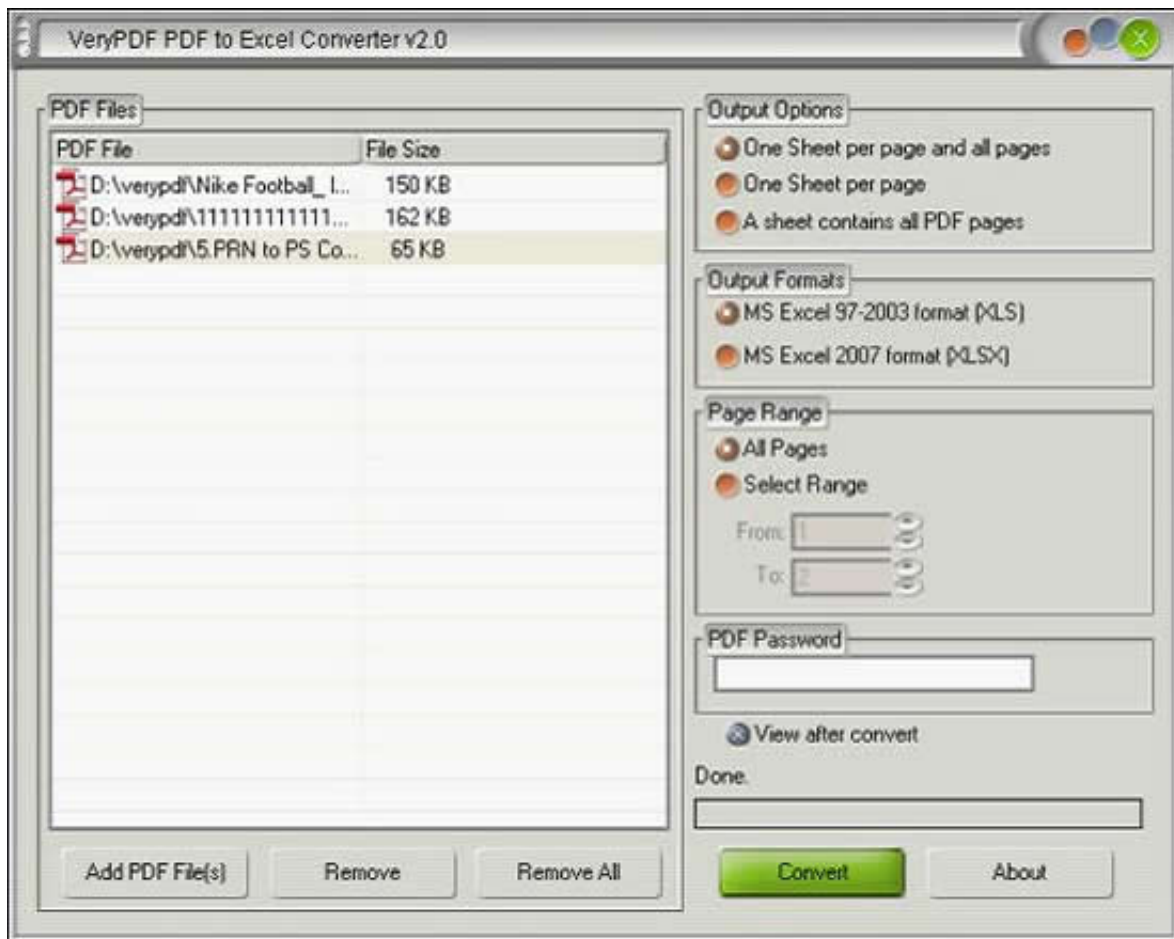 VeryPDF PDF to Excel Converter v2.0
PDF Files
PDF File File Size
D:\verypdf\Nike Football_ I... 150 KB
D:\verypdf\111111111111... 162 KB
D:\verypdf\5.PRN to PS Co... 65 KB
Add PDF File(s) Remove Remove All
Output Options
One Sheet per page and all pages
One Sheet per page
A sheet contains all PDF pages
Output Formats
MS Excel 97-2003 format (XLS)
MS Excel 2007 format (XLSX)
Page Range
All Pages
Select Range
From: 1
To: 2
PDF Password
View after convert
Done.
Convert About